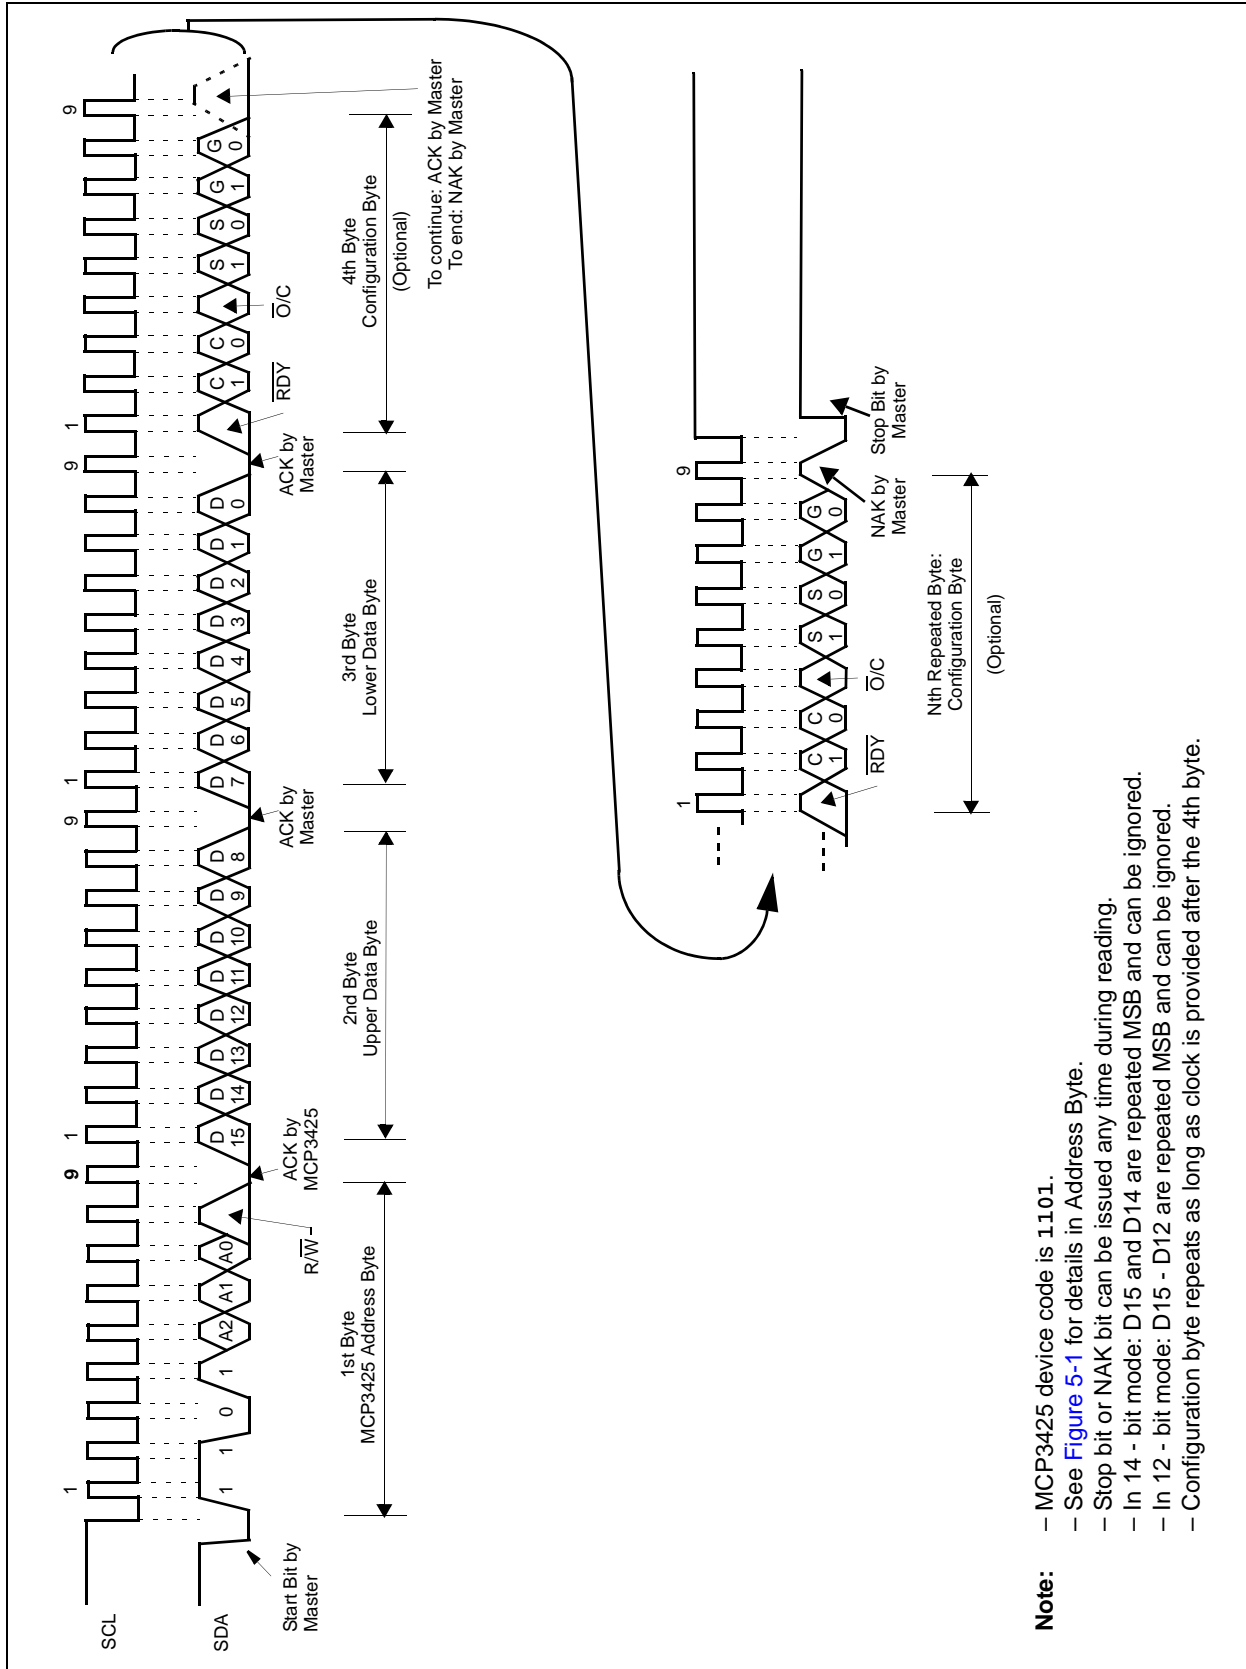 SCL
1
9
1
9
1
9
1
9
SDA
1
1
0
1
A2
A1
A0
D 15
D 14
D 13
D 12
D 11
D 10
D 9
D 8
D 7
D 6
D 5
D 4
D 3
D 2
D 1
D 0
C 1
C 0
S 1
S 0
G 1
G 0
Start Bit by
Master
R/W
ACK by
MCP3425
ACK by
Master
ACK by
Master
RDY
O/C
1st Byte
MCP3425 Address Byte
2nd Byte
Upper Data Byte
3rd Byte
Lower Data Byte
4th Byte
Configuration Byte
(Optional)
To continue: ACK by Master
To end: NAK by Master
1
9
C 1
C 0
S 1
S 0
G 1
G 0
RDY
O/C
NAK by
Master
Stop Bit by
Master
Nth Repeated Byte:
Configuration Byte
(Optional)
Note: – MCP3425 device code is 1101.
– See Figure 5-1 for details in Address Byte.
– Stop bit or NAK bit can be issued any time during reading.
– In 14 - bit mode: D15 and D14 are repeated MSB and can be ignored.
– In 12 - bit mode: D15 - D12 are repeated MSB and can be ignored.
– Configuration byte repeats as long as clock is provided after the 4th byte.